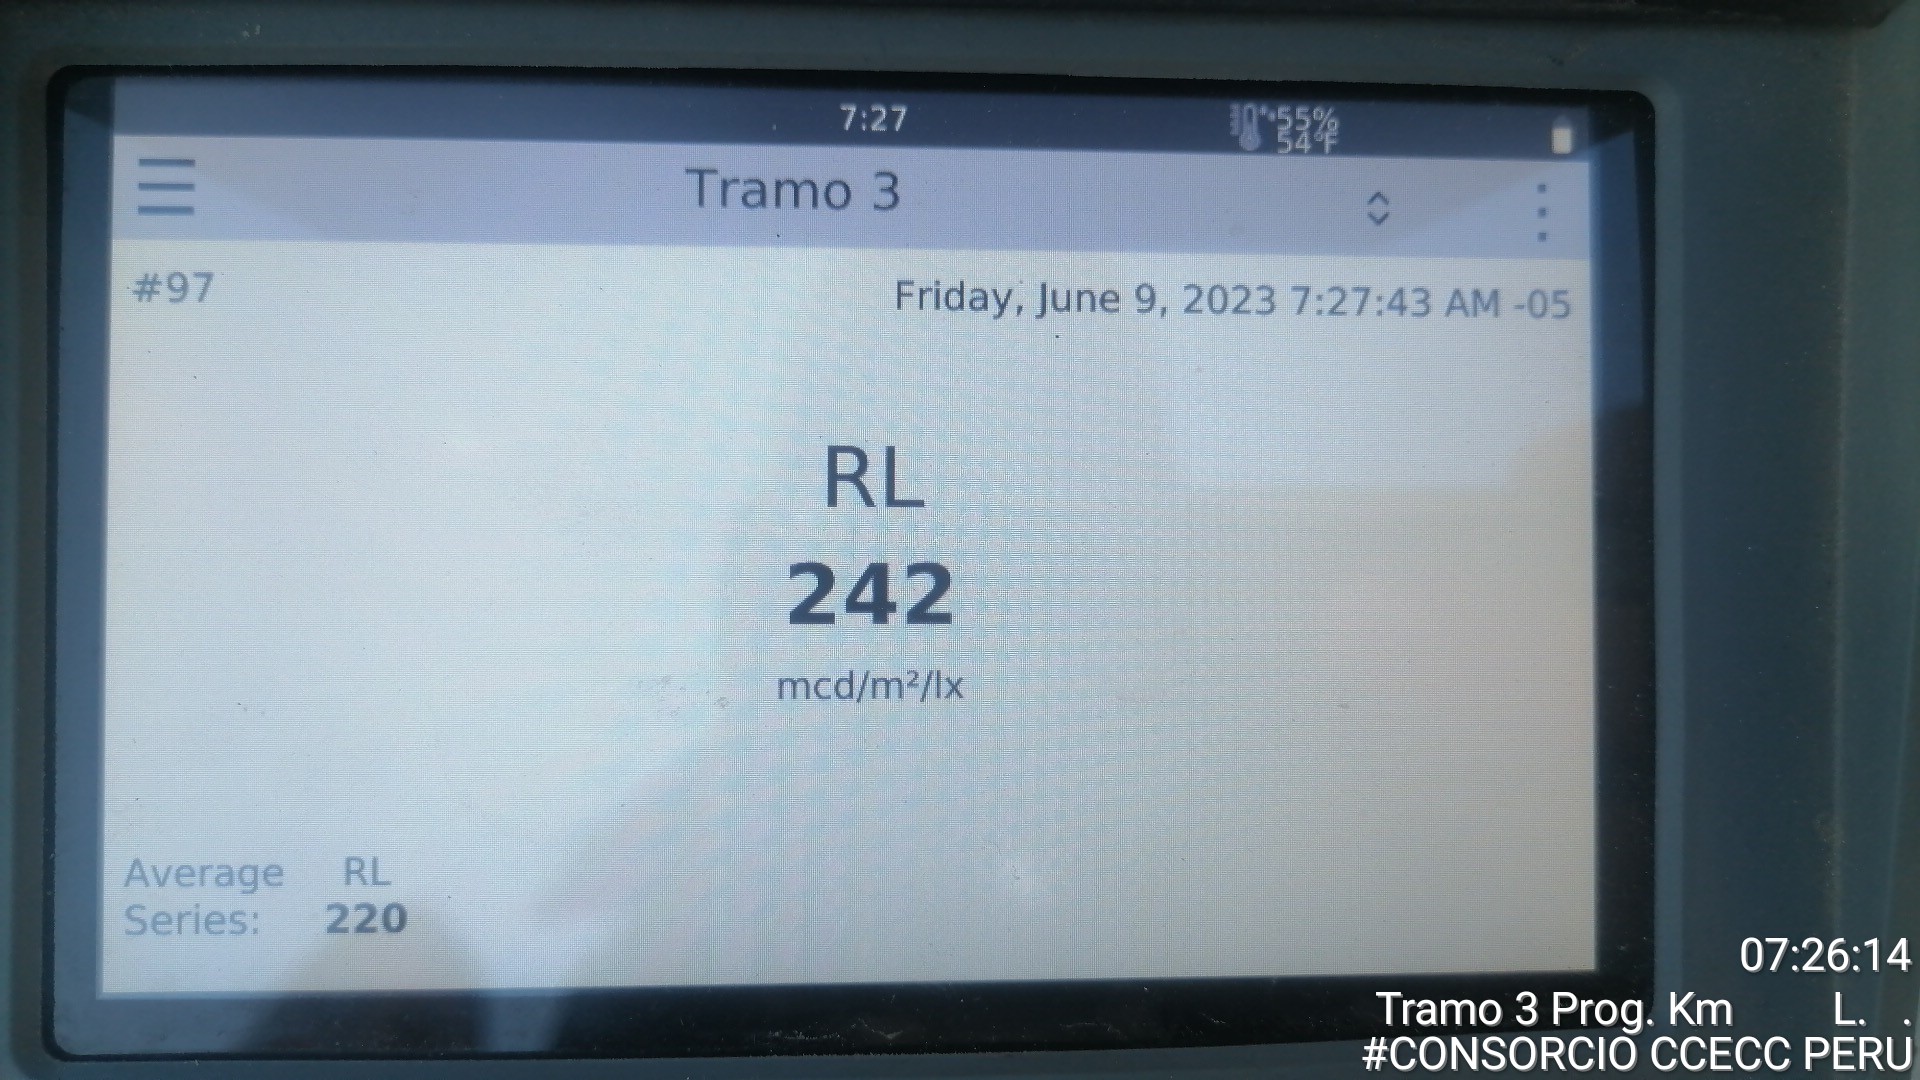 7:27
55%
54°F
Tramo 3
#97
Friday, June 9, 2023 7:27:43 AM -05
RL
242
mcd/m²/lx
Average RL
Series: 220
07:26:14
Tramo 3 Prog. Km L. .
#CONSORCIO CCECC PERU